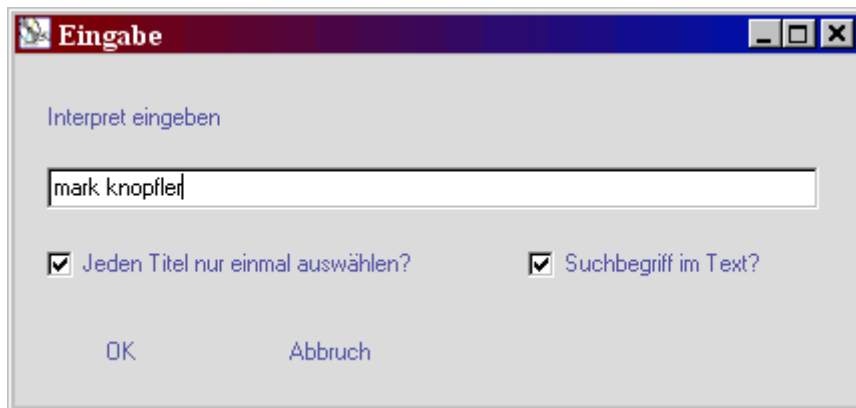 Eingabe
Interpret eingeben
mark knopfler
Jeden Titel nur einmal auswählen? Suchbegriff im Text?
OK Abbruch